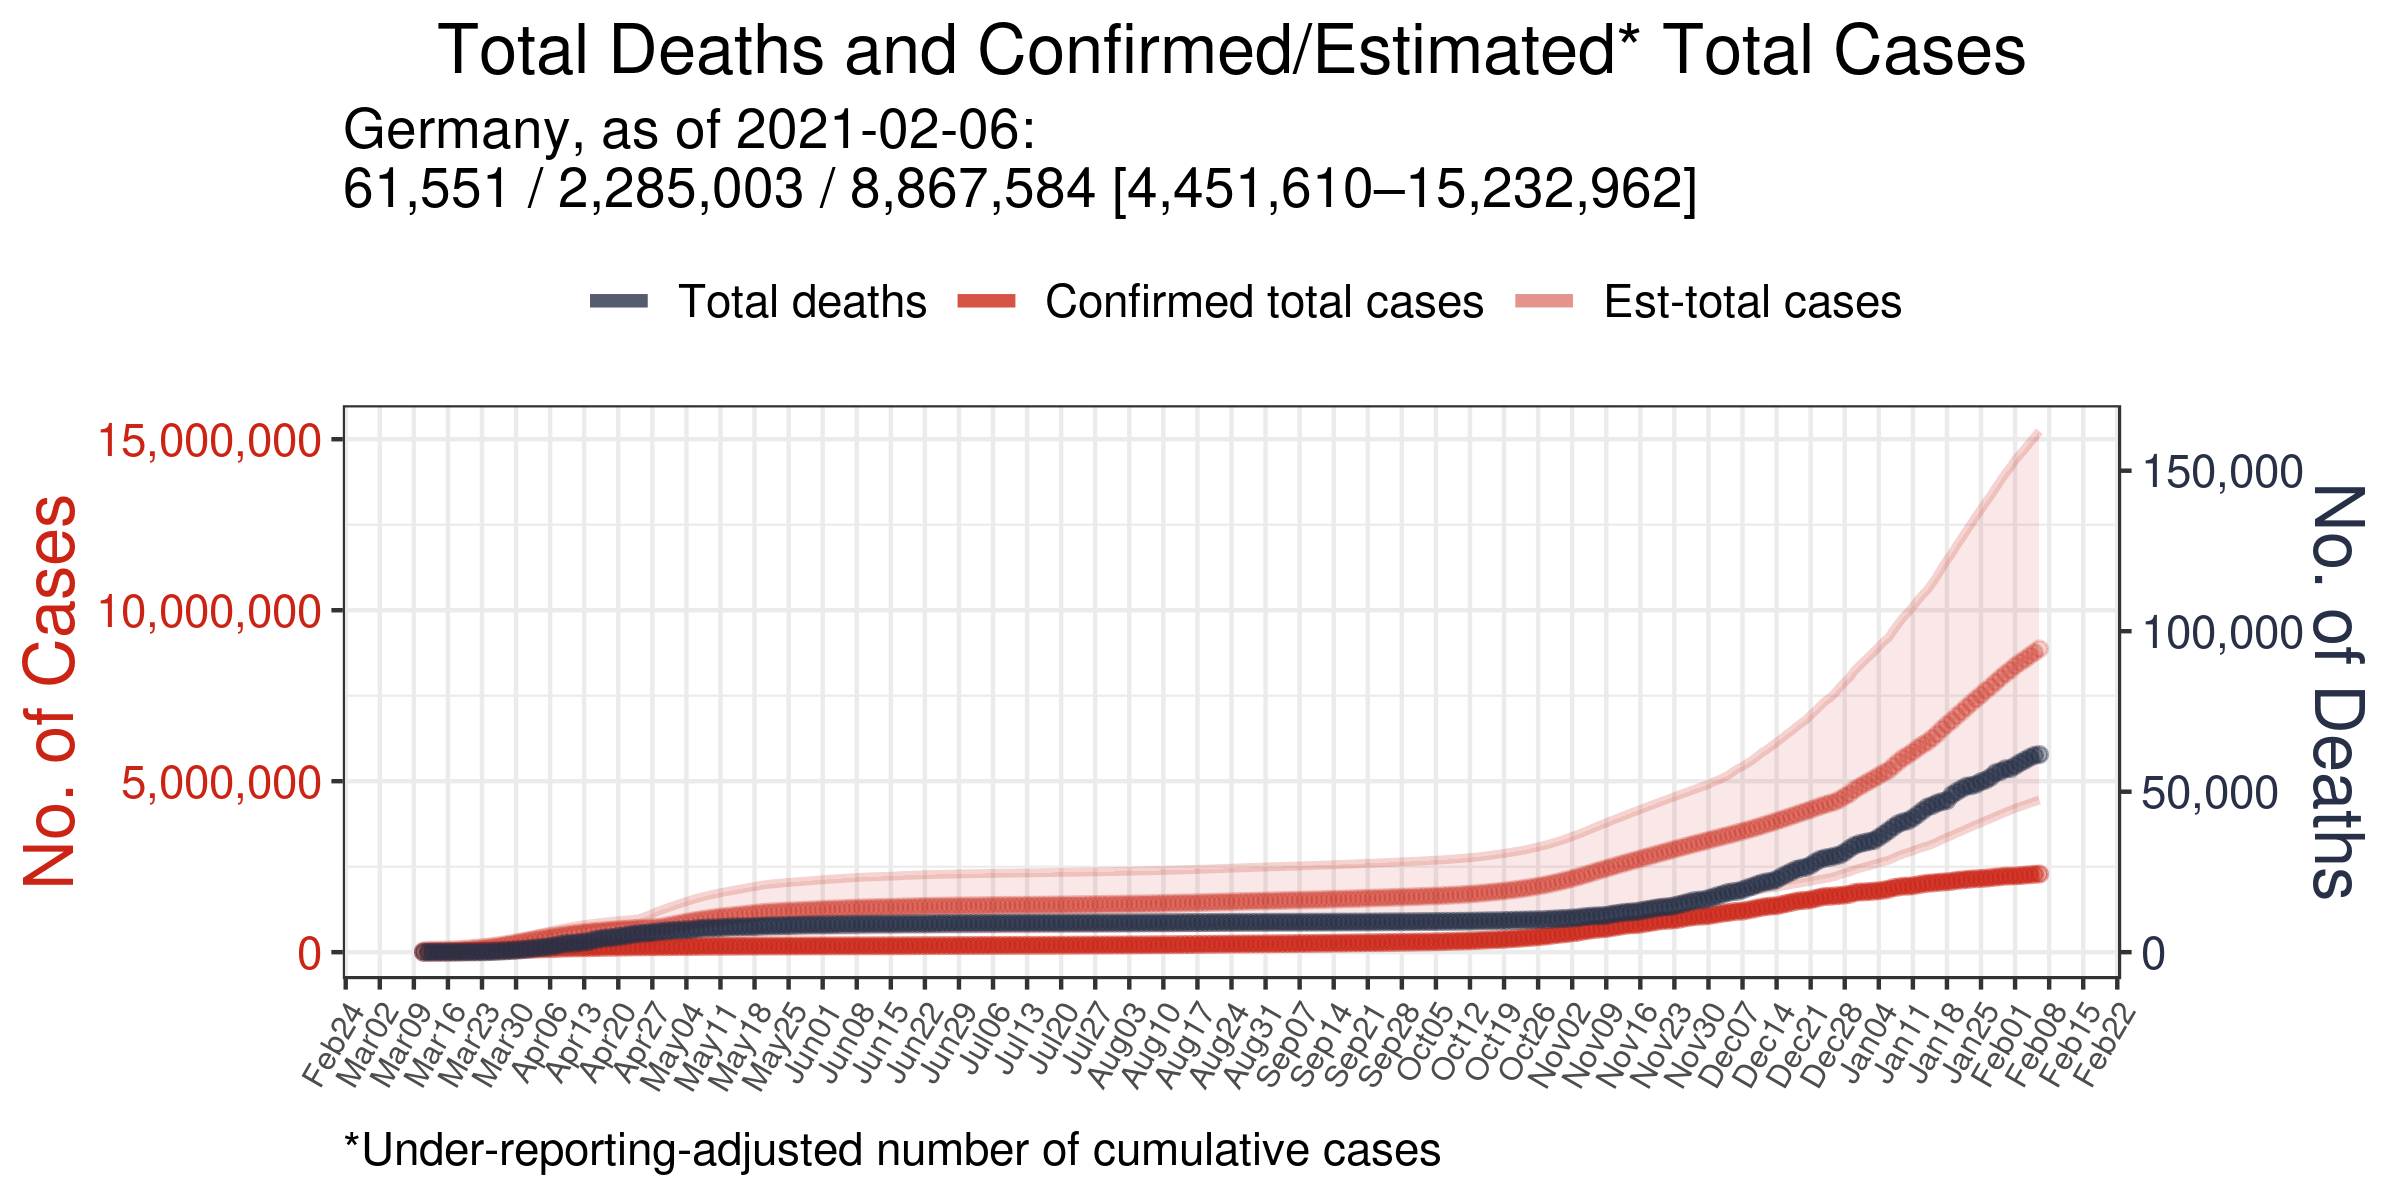 Total Deaths and Confirmed/Estimated* Total Cases
Germany, as of 2021-02-06:
61,551 / 2,285,003 / 8,867,584 [4,451,610–15,232,962]
Total deaths
Confirmed total cases
Est-total cases
No. of Cases
15,000,000
10,000,000
5,000,000
0
150,000
100,000
50,000
0
No. of Deaths
Feb24
Mar02
Mar09
Mar16
Mar23
Mar30
Apr06
Apr13
Apr20
Apr27
May04
May11
May18
May25
Jun01
Jun08
Jun15
Jun22
Jun29
Jul06
Jul13
Jul20
Jul27
Aug03
Aug10
Aug17
Aug24
Aug31
Sep07
Sep14
Sep21
Sep28
Oct05
Oct12
Oct19
Oct26
Nov02
Nov09
Nov16
Nov23
Nov30
Dec07
Dec14
Dec21
Dec28
Jan04
Jan11
Jan18
Jan25
Feb01
Feb08
Feb15
Feb22
*Under-reporting-adjusted number of cumulative cases